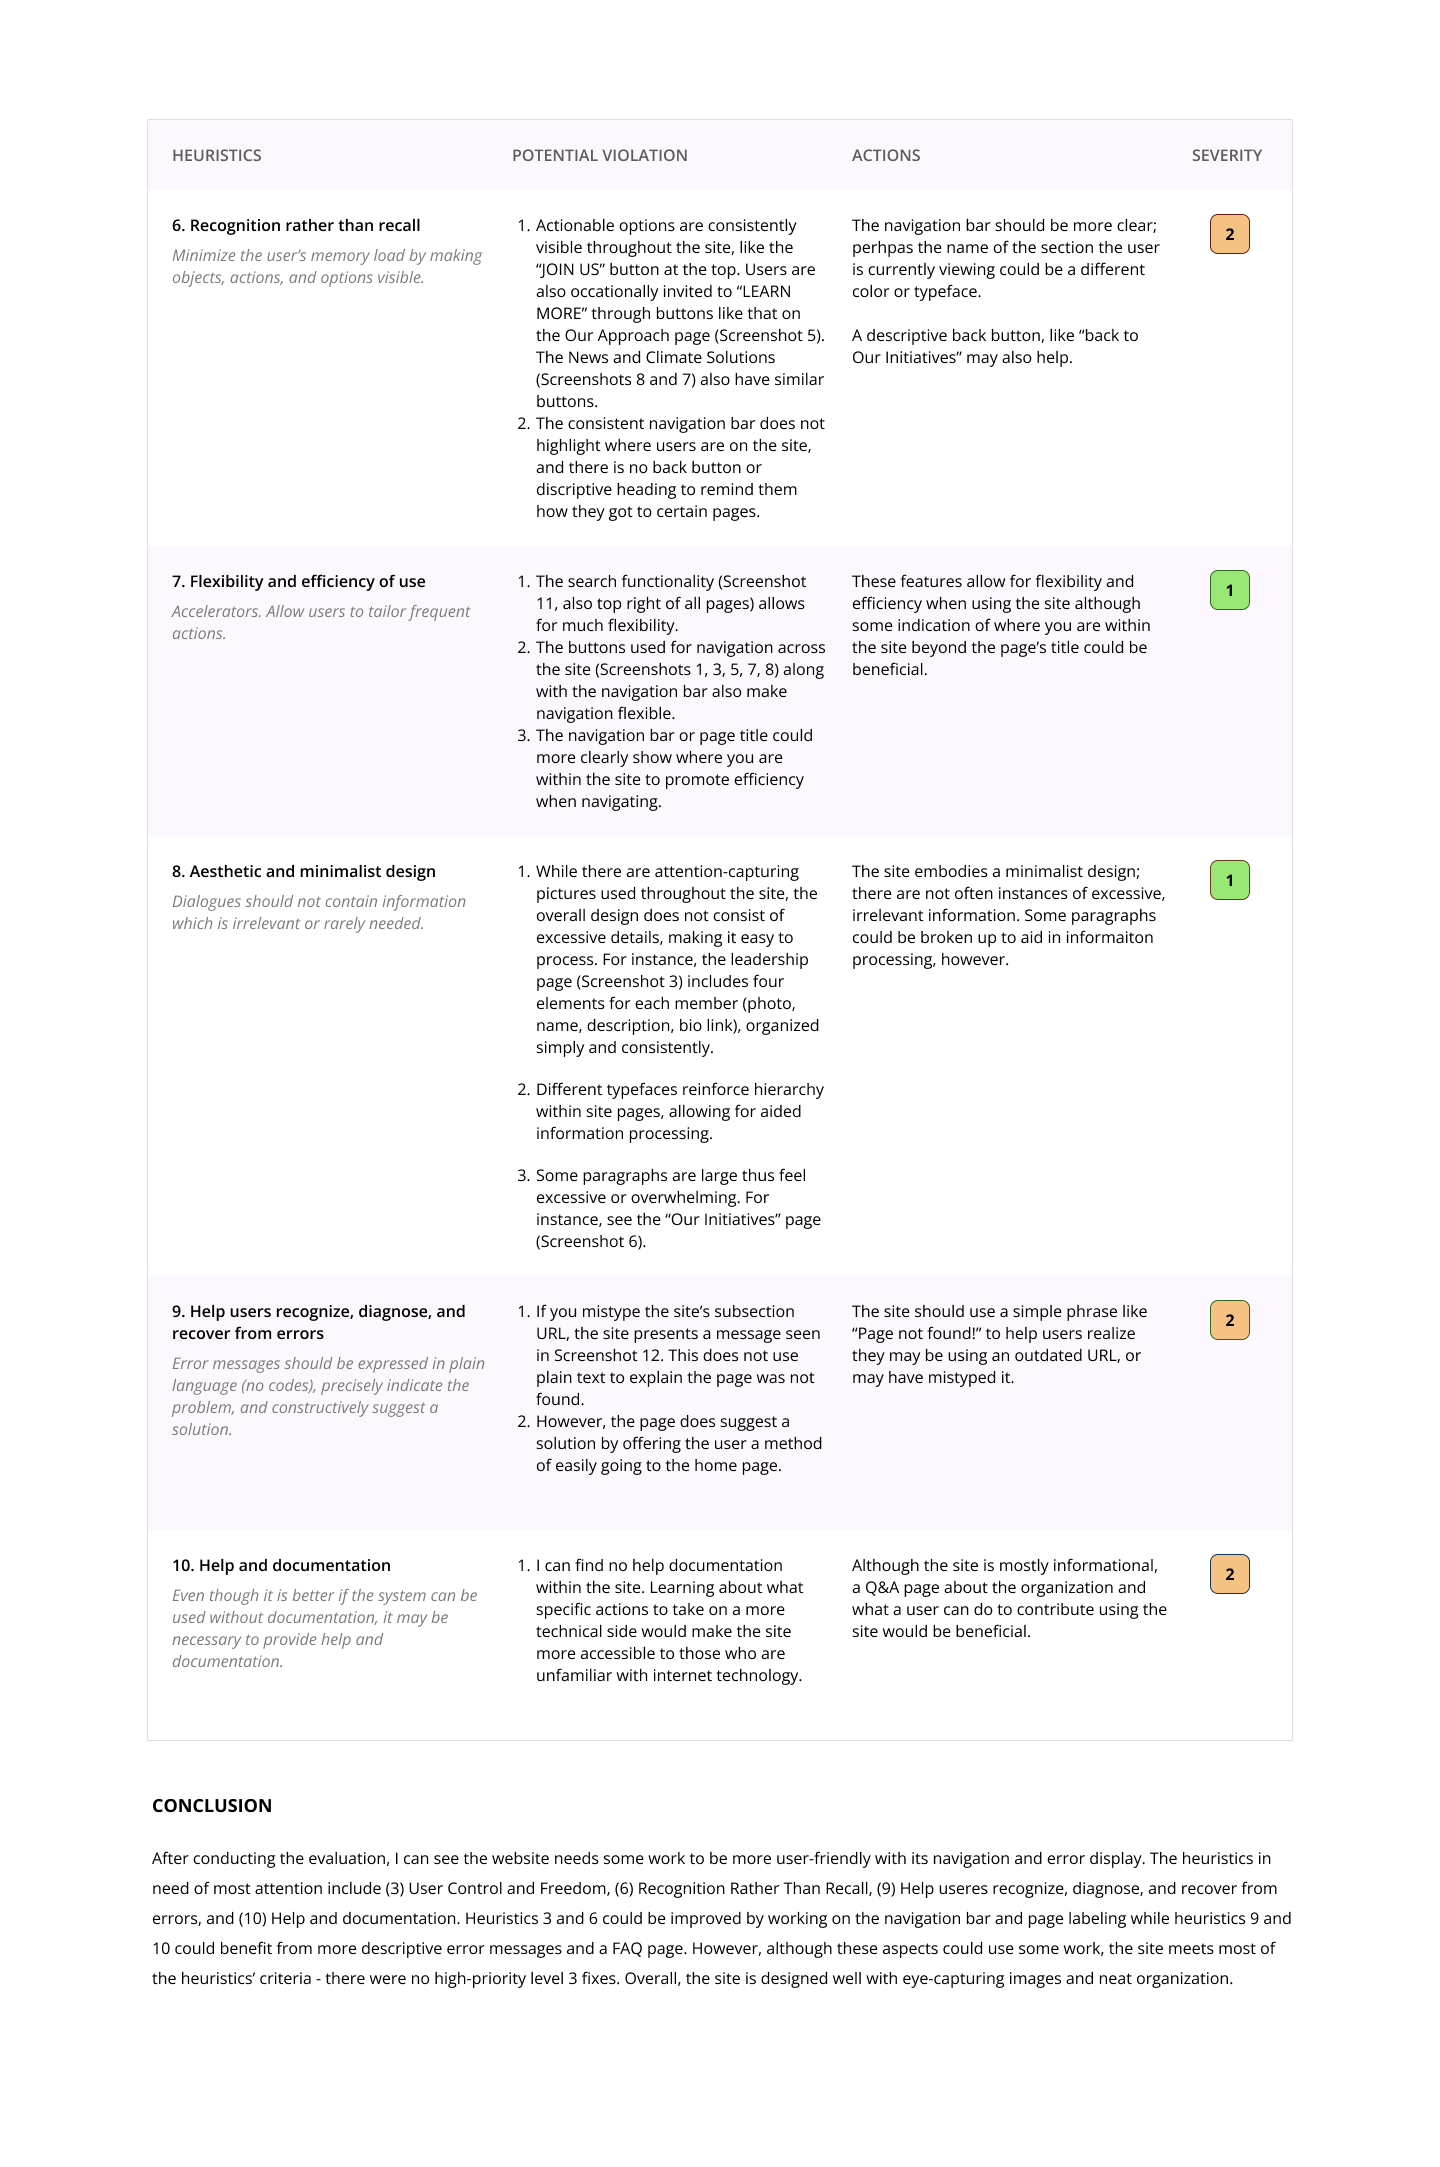 HEURISTICS POTENTIAL VIOLATION ACTIONS SEVERITY
6. Recognition rather than recall
Minimize the user’s memory load by making
objects, actions, and options visible.
1. Actionable options are consistently
visible throughout the site, like the
“JOIN US” button at the top. Users are
also occationally invited to “LEARN
MORE” through buttons like that on
the Our Approach page (Screenshot 5).
The News and Climate Solutions
(Screenshots 8 and 7) also have similar
buttons.
2. The consistent navigation bar does not
highlight where users are on the site,
and there is no back button or
discriptive heading to remind them
how they got to certain pages.
The navigation bar should be more clear;
perhpas the name of the section the user
is currently viewing could be a different
color or typeface.
A descriptive back button, like “back to
Our Initiatives” may also help.
2
7. Flexibility and efficiency of use
Accelerators. Allow users to tailor frequent
actions.
1. The search functionality (Screenshot
11, also top right of all pages) allows
for much flexibility.
2. The buttons used for navigation across
the site (Screenshots 1, 3, 5, 7, 8) along
with the navigation bar also make
navigation flexible.
3. The navigation bar or page title could
more clearly show where you are
within the site to promote efficiency
when navigating.
These features allow for flexibility and
efficiency when using the site although
some indication of where you are within
the site beyond the page’s title could be
beneficial.
1
8. Aesthetic and minimalist design
Dialogues should not contain information
which is irrelevant or rarely needed.
1. While there are attention-capturing
pictures used throughout the site, the
overall design does not consist of
excessive details, making it easy to
process. For instance, the leadership
page (Screenshot 3) includes four
elements for each member (photo,
name, description, bio link), organized
simply and consistently.
2. Different typefaces reinforce hierarchy
within site pages, allowing for aided
information processing.
3. Some paragraphs are large thus feel
excessive or overwhelming. For
instance, see the “Our Initiatives” page
(Screenshot 6).
The site embodies a minimalist design;
there are not often instances of excessive,
irrelevant information. Some paragraphs
could be broken up to aid in informaiton
processing, however.
1
9. Help users recognize, diagnose, and
recover from errors
Error messages should be expressed in plain
language (no codes), precisely indicate the
problem, and constructively suggest a
solution.
1. If you mistype the site’s subsection
URL, the site presents a message seen
in Screenshot 12. This does not use
plain text to explain the page was not
found.
2. However, the page does suggest a
solution by offering the user a method
of easily going to the home page.
The site should use a simple phrase like
“Page not found!” to help users realize
they may be using an outdated URL, or
may have mistyped it.
2
10. Help and documentation
Even though it is better if the system can be
used without documentation, it may be
necessary to provide help and
documentation.
1. I can find no help documentation
within the site. Learning about what
specific actions to take on a more
technical side would make the site
more accessible to those who are
unfamiliar with internet technology.
Although the site is mostly informational,
a Q&A page about the organization and
what a user can do to contribute using the
site would be beneficial.
2
CONCLUSION
After conducting the evaluation, I can see the website needs some work to be more user-friendly with its navigation and error display. The heuristics in
need of most attention include (3) User Control and Freedom, (6) Recognition Rather Than Recall, (9) Help useres recognize, diagnose, and recover from
errors, and (10) Help and documentation. Heuristics 3 and 6 could be improved by working on the navigation bar and page labeling while heuristics 9 and
10 could benefit from more descriptive error messages and a FAQ page. However, although these aspects could use some work, the site meets most of
the heuristics’ criteria - there were no high-priority level 3 fixes. Overall, the site is designed well with eye-capturing images and neat organization.